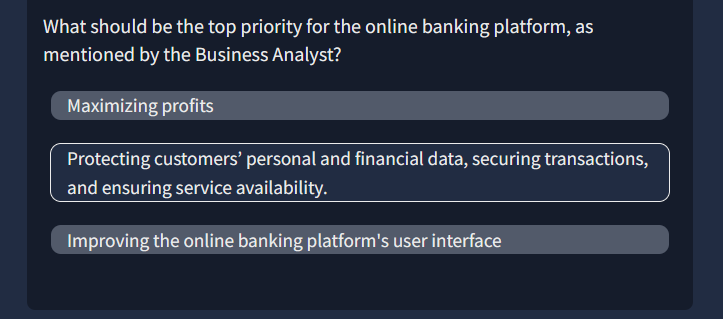 What should be the top priority for the online banking platform, as
mentioned by the Business Analyst?
Maximizing profits
Protecting customers’ personal and financial data, securing transactions,
and ensuring service availability.
Improving the online banking platform's user interface